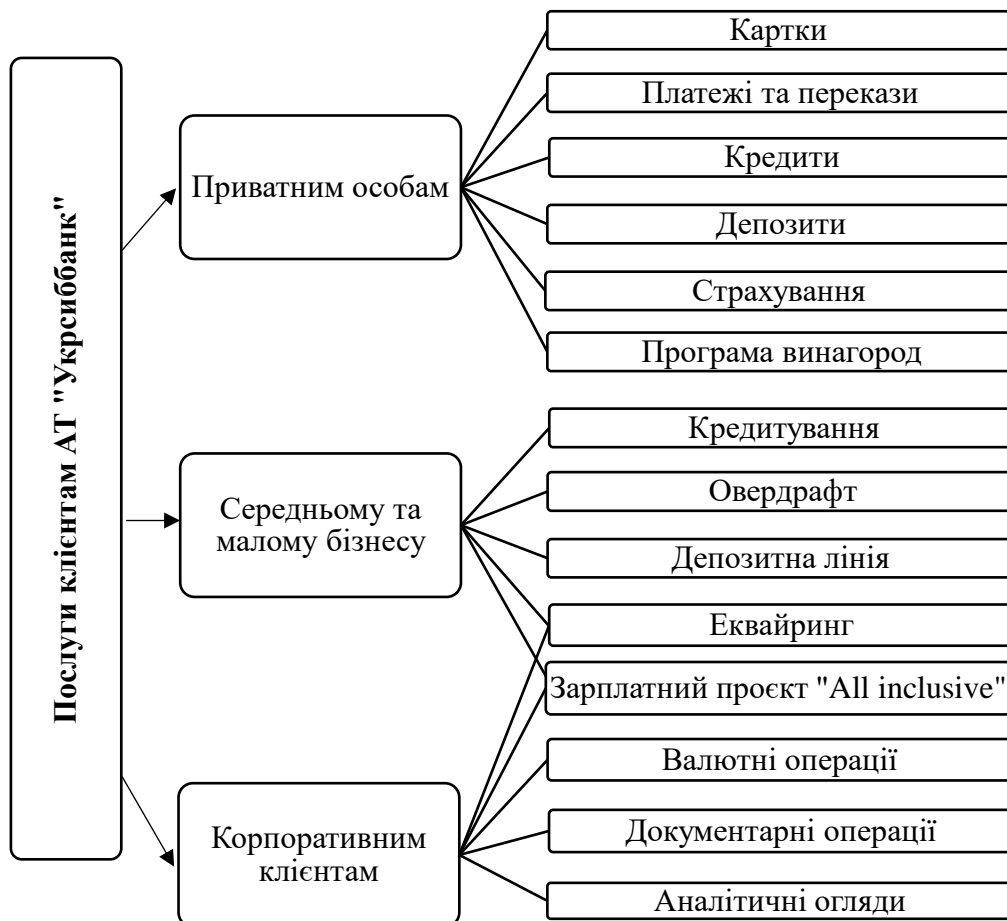 Послуги клієнтам АТ "Укрсиббанк"
Приватним особам
Картки
Платежі та перекази
Кредити
Депозити
Страхування
Програма винагород
Середньому та
малому бізнесу
Кредитування
Овердрафт
Депозитна лінія
Еквайринг
Зарплатний проєкт "All inclusive"
Корпоративним
клієнтам
Валютні операції
Документарні операції
Аналітичні огляди